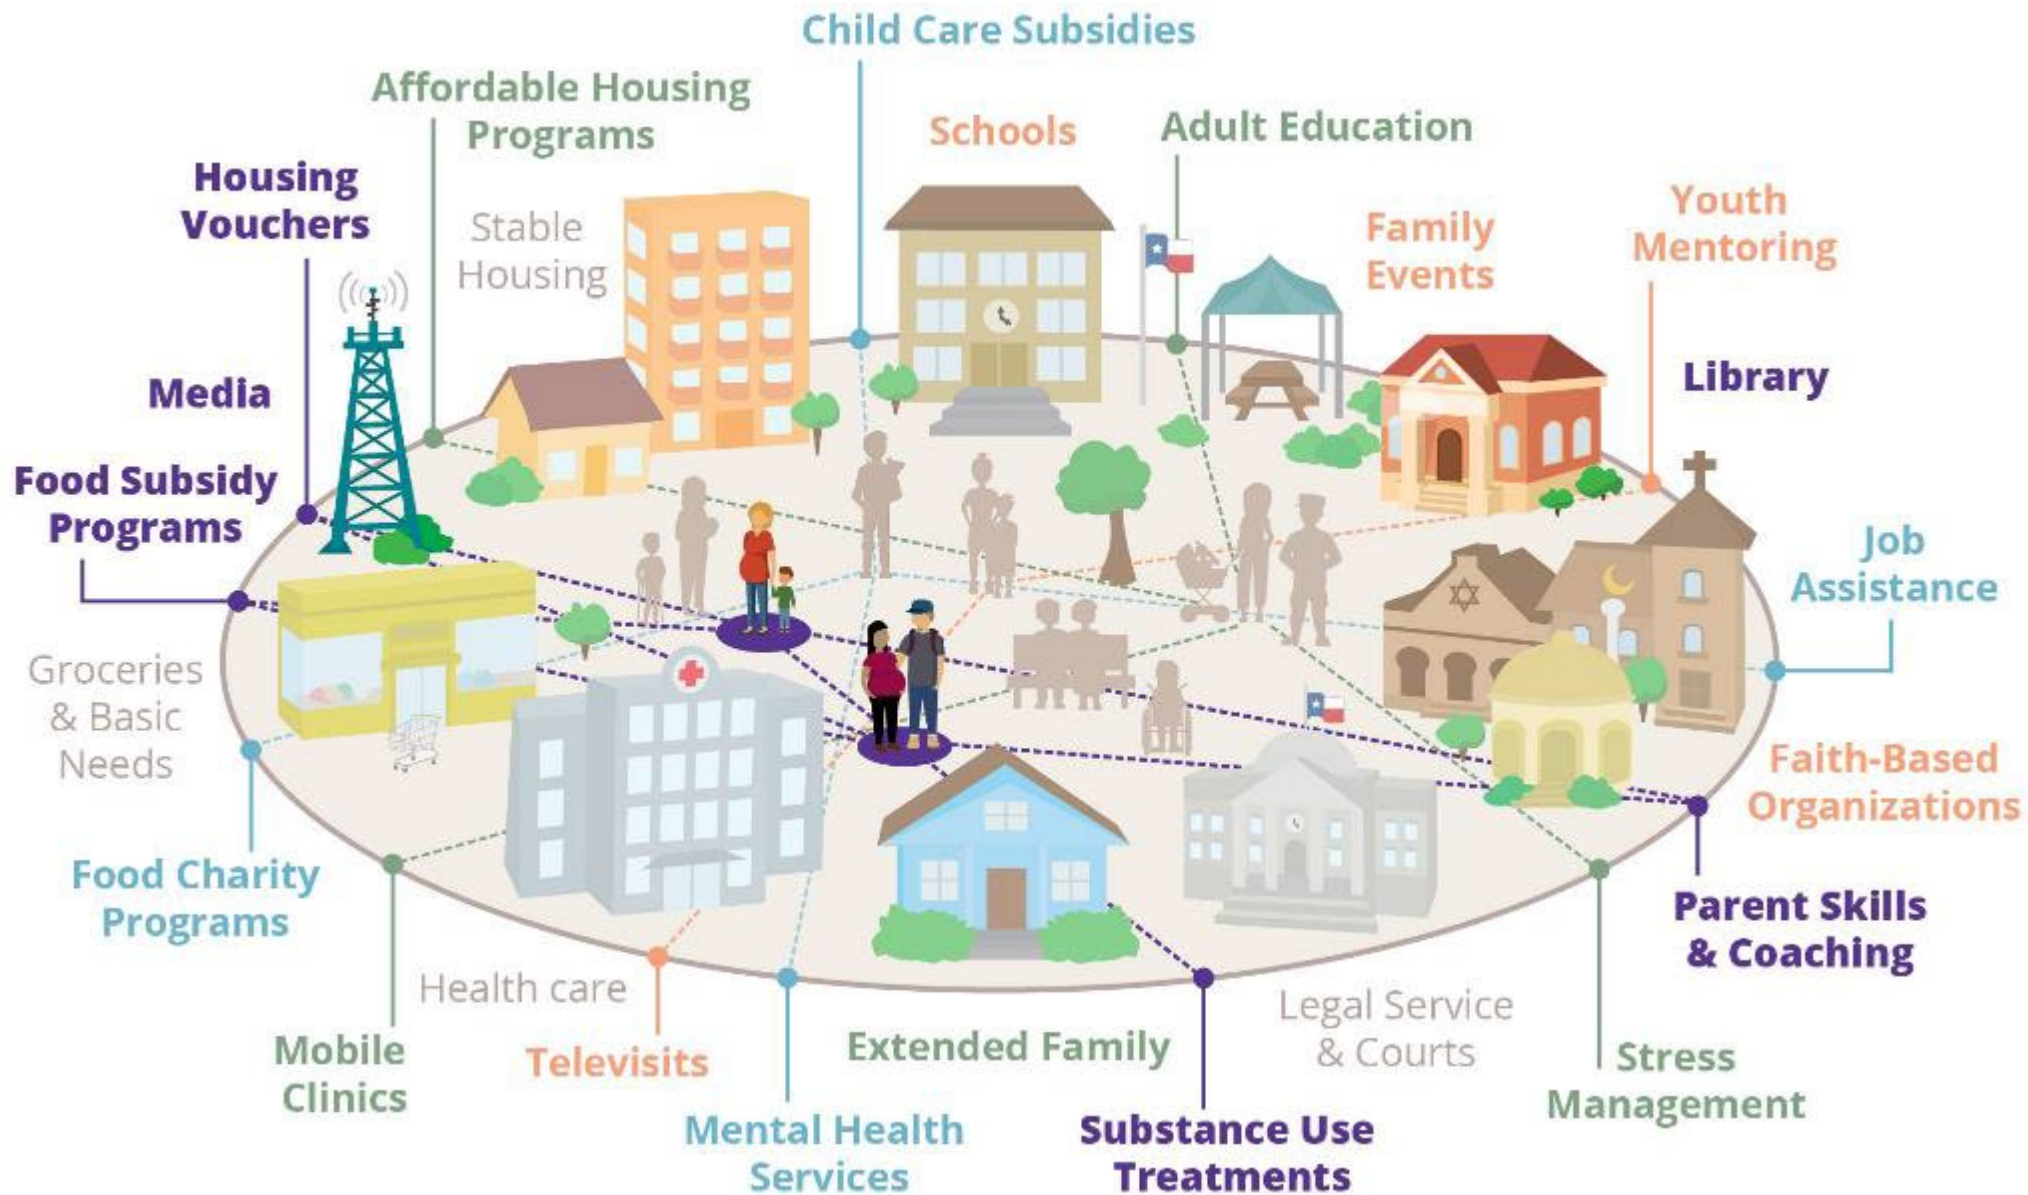 Child Care Subsidies
Affordable Housing
Programs
Schools
Adult Education
Housing
Vouchers
Stable
Housing
Family
Events
Youth
Mentoring
Media
Library
Food Subsidy
Programs
Job
Assistance
Groceries
& Basic
Needs
Faith-Based
Organizations
Food Charity
Programs
Parent Skills
& Coaching
Health care
Legal Service
& Courts
Mobile
Clinics
Televisits
Extended Family
Stress
Management
Mental Health
Services
Substance Use
Treatments